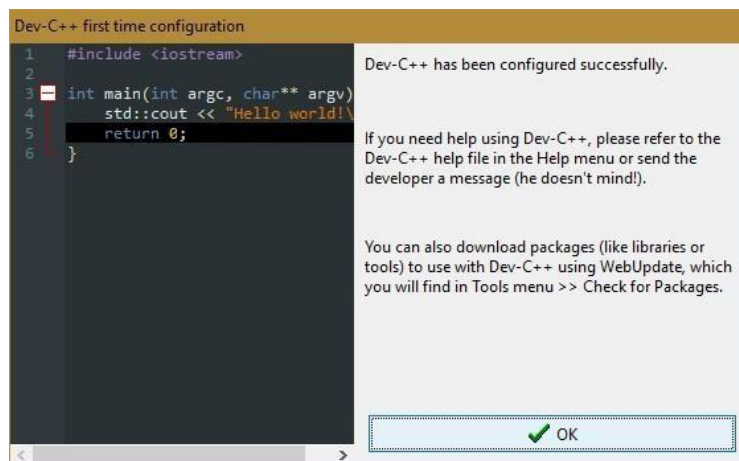 Dev-C++ first time configuration
1 #include <iostream>
2
3 int main(int argc, char** argv)
4 std::cout << "Hello world!\
5 return 0;
6 }
Dev-C++ has been configured successfully.
If you need help using Dev-C++, please refer to the
Dev-C++ help file in the Help menu or send the
developer a message (he doesn't mind!).
You can also download packages (like libraries or
tools) to use with Dev-C++ using WebUpdate, which
you will find in Tools menu >> Check for Packages.
OK